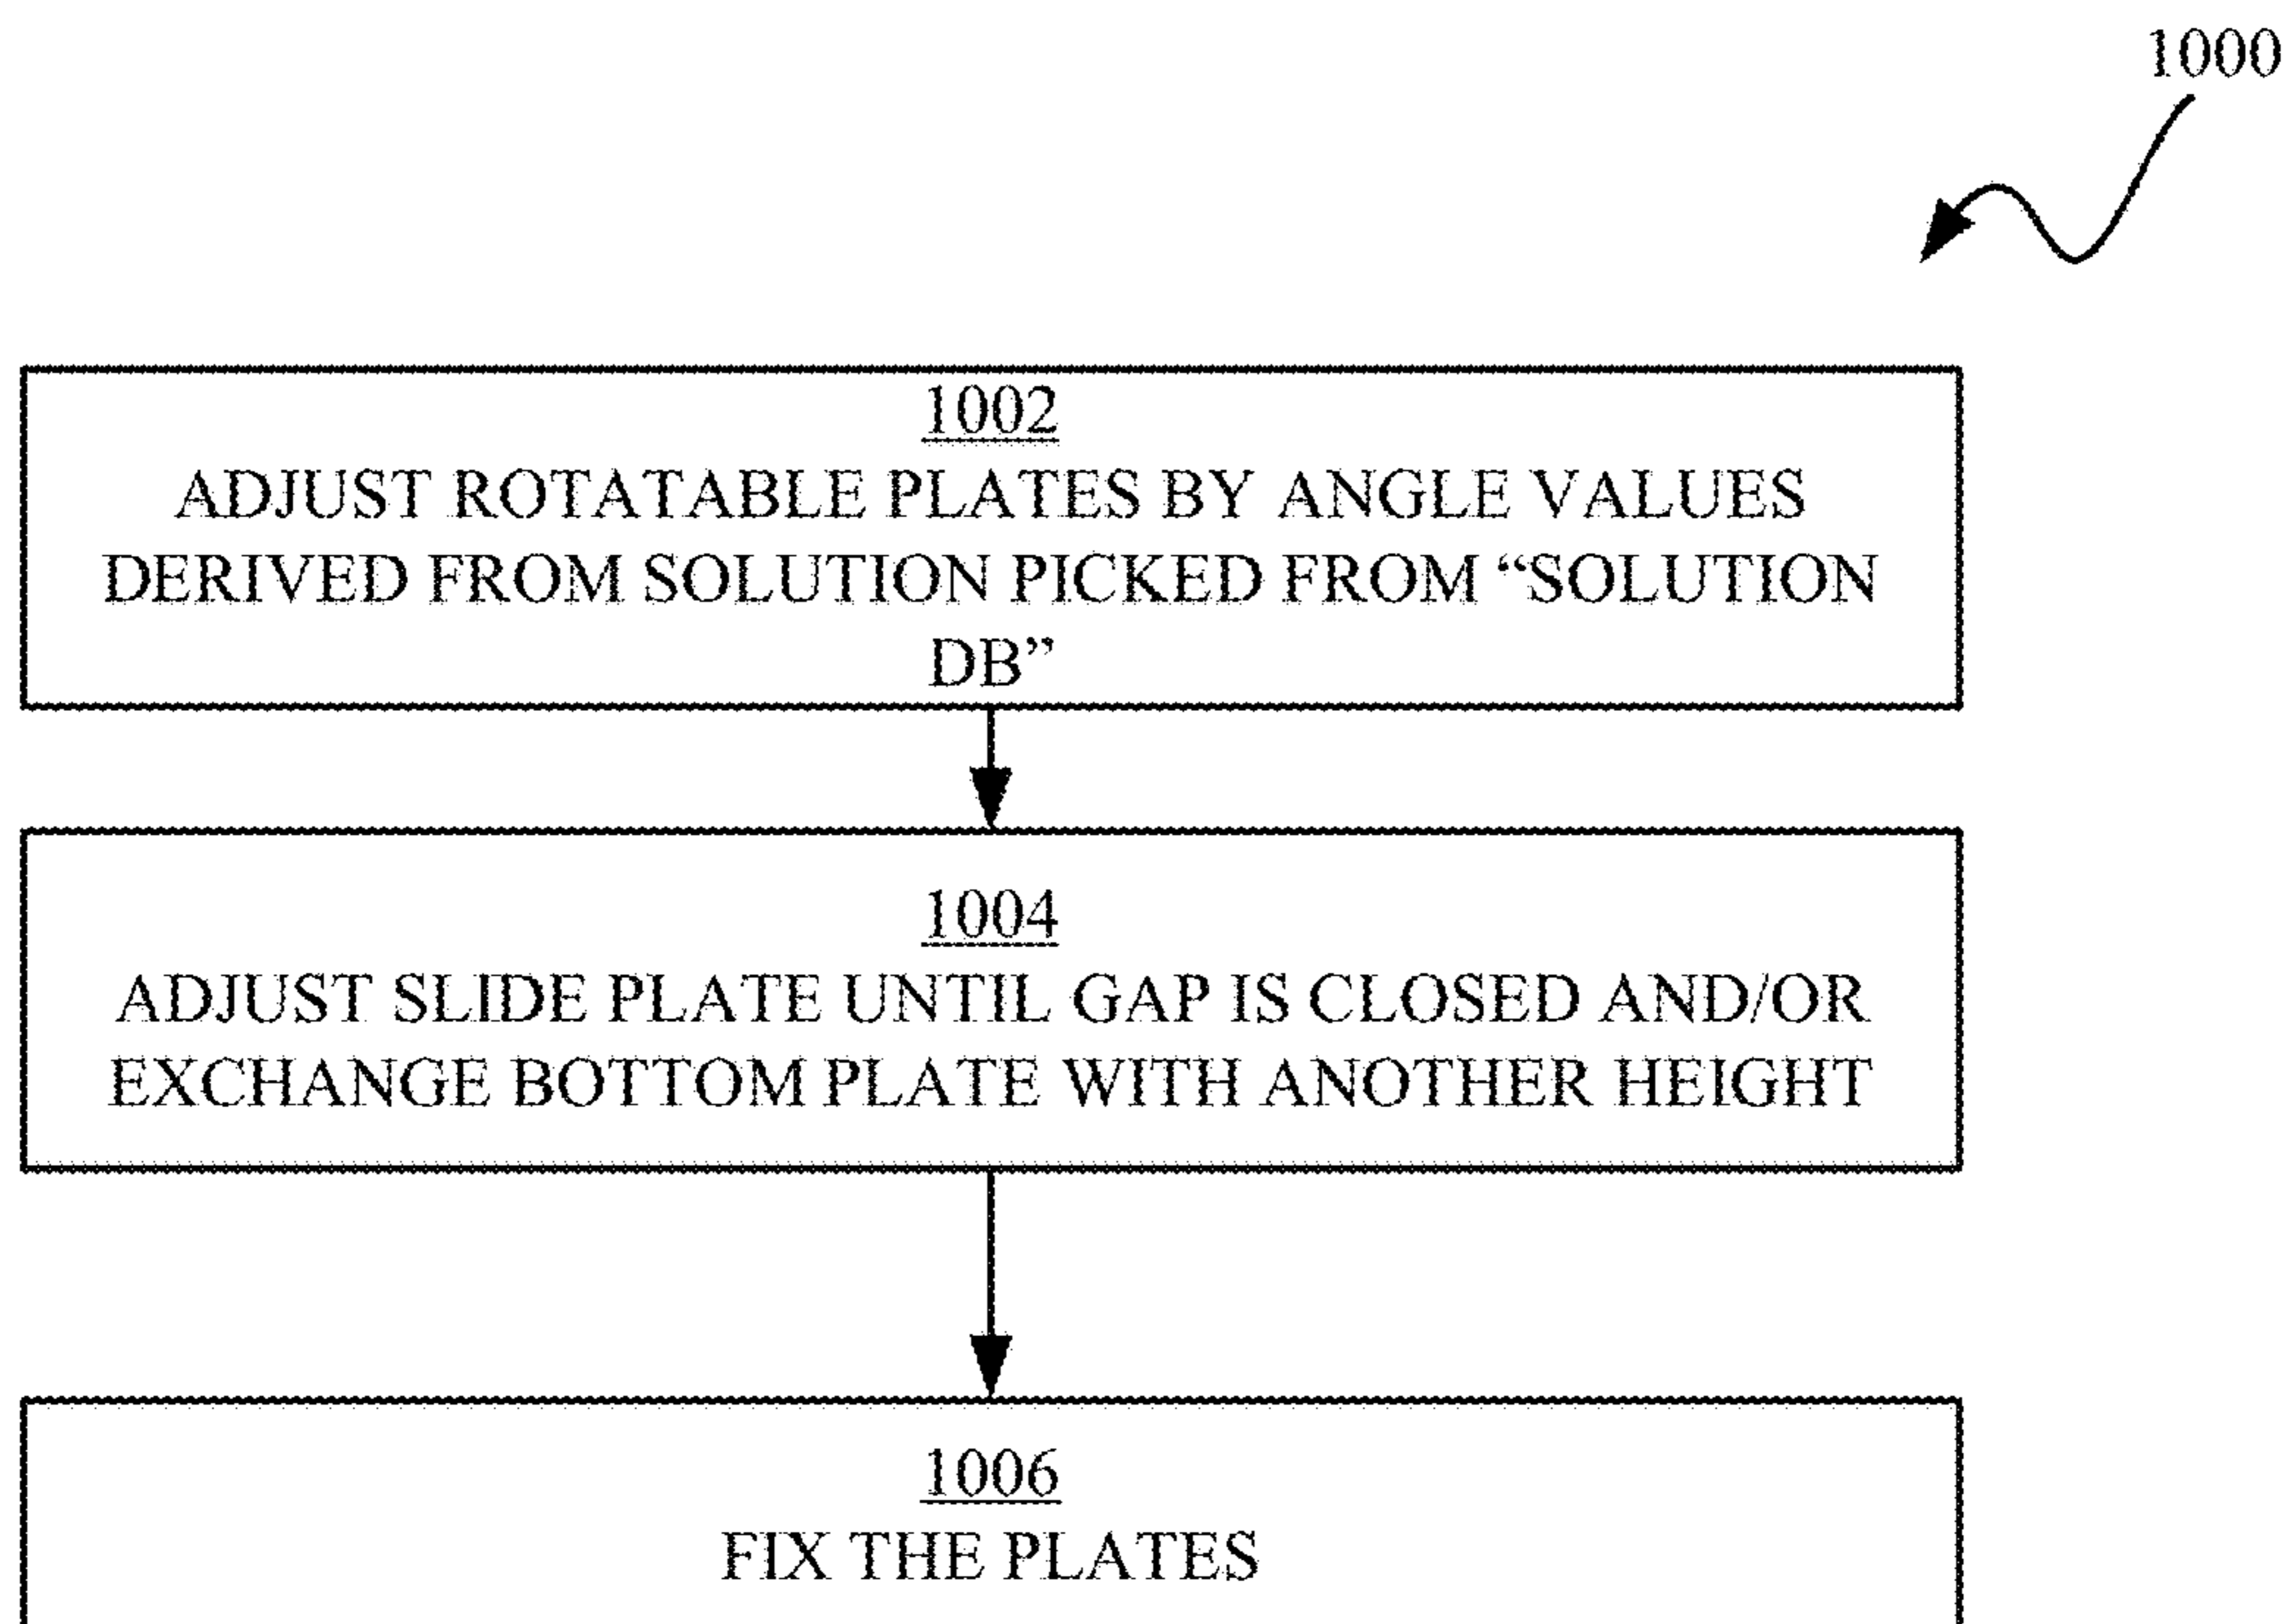 1000
1002
ADJUST ROTATABLE PLATES BY ANGLE VALUES
DERIVED FROM SOLUTION PICKED FROM “SOLUTION
DB”
1004
ADJUST SLIDE PLATE UNTIL GAP IS CLOSED AND/OR
EXCHANGE BOTTOM PLATE WITH ANOTHER HEIGHT
1006
FIX THE PLATES